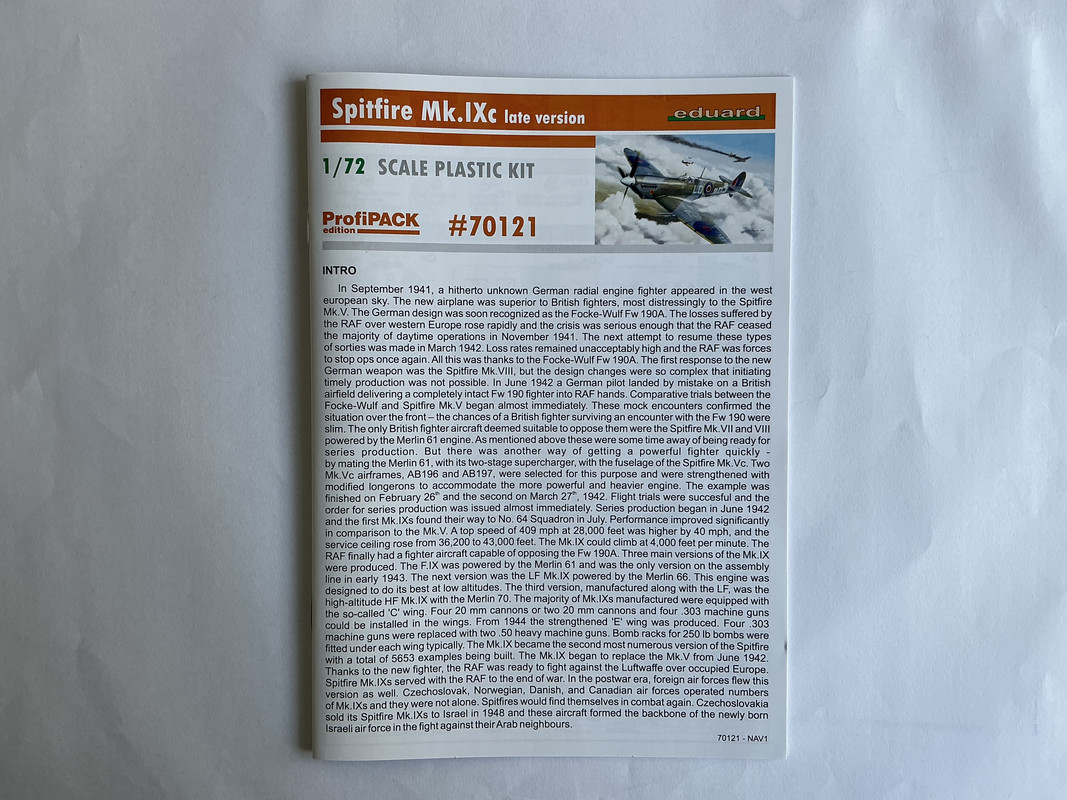 Spitfire Mk.IXc late version
eduard
1/72 SCALE PLASTIC KIT
ProfiPACK
edition
#70121
INTRO
In September 1941, a hitherto unknown German radial engine fighter appeared in the west
european sky. The new airplane was superior to British fighters, most distressingly to the Spitfire
Mk.V. The German design was soon recognized as the Focke-Wulf Fw 190A. The losses suffered by
the RAF over western Europe rose rapidly and the crisis was serious enough that the RAF ceased
the majority of daytime operations in November 1941. The next attempt to resume these types
of sorties was made in March 1942. Loss rates remained unacceptably high and the RAF was forces
to stop ops once again. All this was thanks to the Focke-Wulf Fw 190A. The first response to the new
German weapon was the Spitfire Mk.VIII, but the design changes were so complex that initiating
timely production was not possible. In June 1942 a German pilot landed by mistake on a British
airfield delivering a completely intact Fw 190 fighter into RAF hands. Comparative trials between the
Focke-Wulf and Spitfire Mk.V began almost immediately. These mock encounters confirmed the
situation over the front – the chances of a British fighter surviving an encounter with the Fw 190 were
slim. The only British fighter aircraft deemed suitable to oppose them were the Spitfire Mk.VII and VIII
powered by the Merlin 61 engine. As mentioned above these were some time away of being ready for
series production. But there was another way of getting a powerful fighter quickly -
by mating the Merlin 61, with its two-stage supercharger, with the fuselage of the Spitfire Mk.Vc. Two
Mk.Vc airframes, AB196 and AB197, were selected for this purpose and were strengthened with
modified longerons to accommodate the more powerful and heavier engine. The example was
finished on February 26th and the second on March 27th, 1942. Flight trials were succesful and the
order for series production was issued almost immediately. Series production began in June 1942
and the first Mk.IXs found their way to No. 64 Squadron in July. Performance improved significantly
in comparison to the Mk.V. A top speed of 409 mph at 28,000 feet was higher by 40 mph, and the
service ceiling rose from 36,200 to 43,000 feet. The Mk.IX could climb at 4,000 feet per minute. The
RAF finally had a fighter aircraft capable of opposing the Fw 190A. Three main versions of the Mk.IX
were produced. The F.IX was powered by the Merlin 61 and was the only version on the assembly
line in early 1943. The next version was the LF Mk.IX powered by the Merlin 66. This engine was
designed to do its best at low altitudes. The third version, manufactured along with the LF, was the
high-altitude HF Mk.IX with the Merlin 70. The majority of Mk.IXs manufactured were equipped with
the so-called 'C' wing. Four 20 mm cannons or two 20 mm cannons and four .303 machine guns
could be installed in the wings. From 1944 the strengthened 'E' wing was produced. Four .303
machine guns were replaced with two .50 heavy machine guns. Bomb racks for 250 lb bombs were
fitted under each wing typically. The Mk.IX became the second most numerous version of the Spitfire
with a total of 5653 examples being built. The Mk.IX began to replace the Mk.V from June 1942.
Thanks to the new fighter, the RAF was ready to fight against the Luftwaffe over occupied Europe.
Spitfire Mk.IXs served with the RAF to the end of war. In the postwar era, foreign air forces flew this
version as well. Czechoslovak, Norwegian, Danish, and Canadian air forces operated numbers
of Mk.IXs and they were not alone. Spitfires would find themselves in combat again. Czechoslovakia
sold its Spitfire Mk.IXs to Israel in 1948 and these aircraft formed the backbone of the newly born
Israeli air force in the fight against their Arab neighbours.
70121 - NAV1